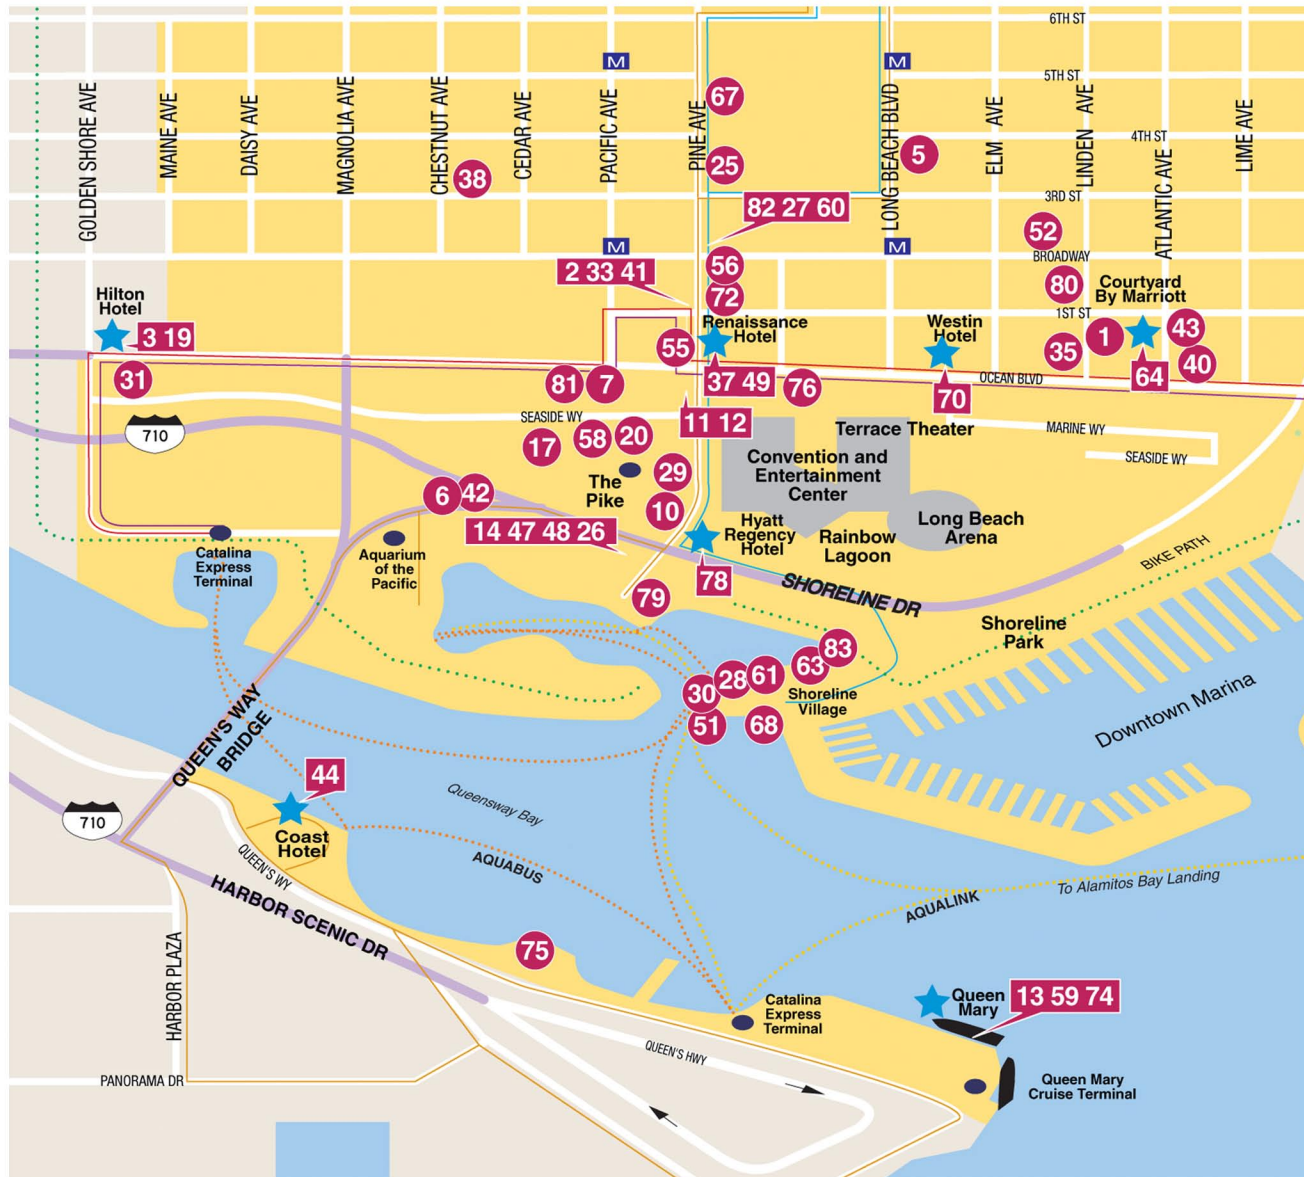 6TH ST
M
M
5TH ST
GOLDEN SHORE AVE
MAINE AVE
DAISY AVE
MAGNOLIA AVE
CHESTNUT AVE
CEDAR AVE
PACIFIC AVE
PINE AVE
LONG BEACH BLVD
ELM AVE
LINDEN AVE
ATLANTIC AVE
LIME AVE
67
4TH ST
5
25
38
3RD ST
82 27 60
52
M
M
BROADWAY
2 33 41
56
80
Courtyard
By Marriott
72
Hilton
Hotel
1ST ST
3 19
Renaissance
Hotel
Westin
Hotel
1
43
55
35
40
64
31
81
7
37 49
76
OCEAN BLVD
70
SEASIDE WY
11 12
710
17
58
20
Terrace Theater
MARINE WY
SEASIDE WY
Convention and
Entertainment
Center
The
Pike
29
6
42
10
14 47 48 26
Hyatt
Regency
Hotel
Rainbow
Lagoon
Long Beach
Arena
Catalina
Express
Terminal
Aquarium
of the
Pacific
BIKE PATH
78
SHORELINE DR
79
Shoreline
Park
83
63
61
28
30
Shoreline
Village
51
68
Downtown Marina
QUEEN'S WAY
BRIDGE
44
Queensway Bay
710
Coast
Hotel
QUEEN'S WY
AQUABUS
HARBOR SCENIC DR
To Alamitos Bay Landing
AQUALINK
HARBOR PLAZA
75
Queen
Mary
13 59 74
Catalina
Express
Terminal
QUEEN'S HWY
PANORAMA DR
Queen Mary
Cruise Terminal